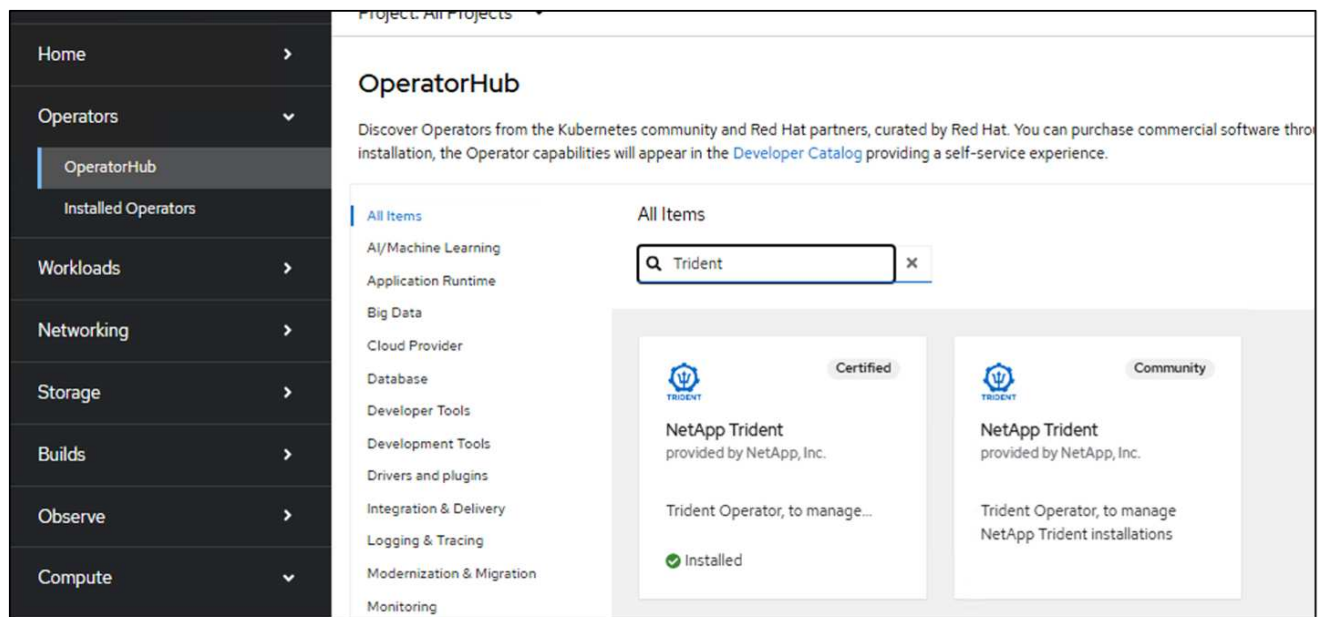 Project: All Projects
Home
Operators
OperatorHub
Installed Operators
Workloads
Networking
Storage
Builds
Observe
Compute
OperatorHub
Discover Operators from the Kubernetes community and Red Hat partners, curated by Red Hat. You can purchase commercial software
installation, the Operator capabilities will appear in the Developer Catalog providing a self-service experience.
All Items
AI/Machine Learning
Application Runtime
Big Data
Cloud Provider
Database
Developer Tools
Development Tools
Drivers and plugins
Integration & Delivery
Logging & Tracing
Modernization & Migration
Monitoring
All Items
Trident
Certified
TRIDENT
NetApp Trident
provided by NetApp, Inc.
Trident Operator, to manage...
Installed
Community
TRIDENT
NetApp Trident
provided by NetApp, Inc.
Trident Operator, to manage
NetApp Trident installations